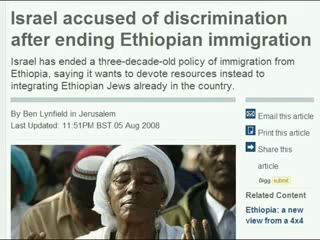 Israel accused of discrimination
after ending Ethiopian immigration
Israel has ended a three-decade-old policy of immigration from
Ethiopia, saying it wants to devote resources instead to
integrating Ethiopian Jews already in the country.
By Ben Lynfield in Jerusalem
Last Updated: 11:51PM BST 05 Aug 2008
Email this article
Print this article
Share this
article
Digg submit
Related Content
Ethiopia: a new
view from a 4x4